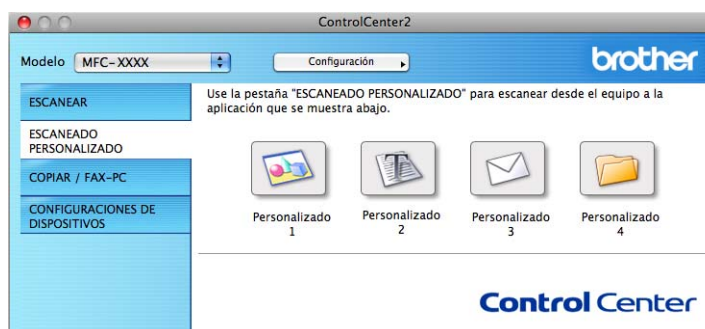 ControlCenter2
Modelo MFC-XXXX Configuración brother
ESCANEAR
ESCANEADO
PERSONALIZADO
COPIAR / FAX-PC
CONFIGURACIONES DE
DISPOSITIVOS
Use la pestaña "ESCANEADO PERSONALIZADO" para escanear desde el equipo a la
aplicación que se muestra abajo.
Personalizado
1
Personalizado
2
Personalizado
3
Personalizado
4
Control Center